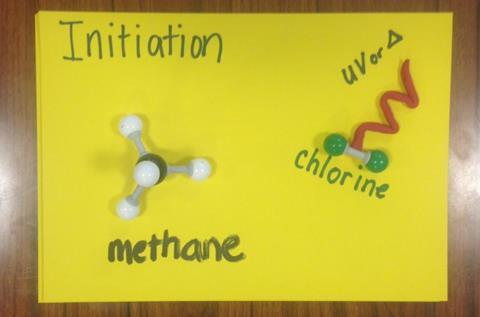 Initiation
UV or Δ
chlorine
methane